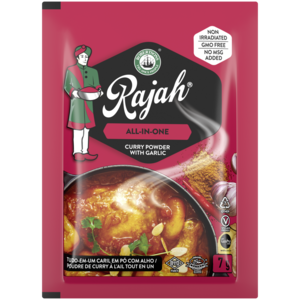 NON
IRRADIATED
GMO FREE
NO MSG
ADDED
Rajah
ALL-IN-ONE
CURRY POWDER
WITH GARLIC
TUDO-EM-UM CARIL EM PÓ COM ALHO /
POUDRE DE CURRY À L'AIL TOUT EN UN
7